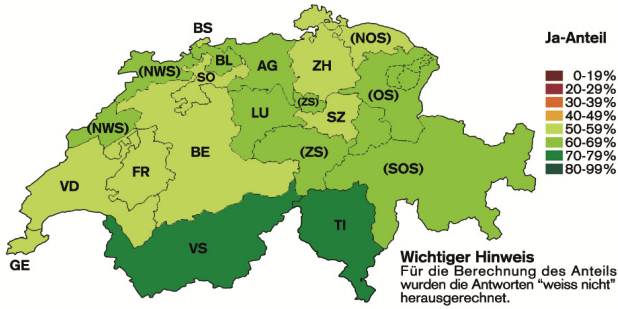 BS
(NOS)
Ja-Anteil
BL
(NWS)
AG
ZH
SO
0-19%
20-29%
30-39%
40-49%
50-59%
60-69%
70-79%
80-99%
(OS)
(ZS)
LU
SZ
(NWS)
BE
(ZS)
FR
(SOS)
VD
TI
VS
GE
Wichtiger Hinweis
Für die Berechnung des Anteils
wurden die Antworten “weiss nicht”
herausgerechnet.